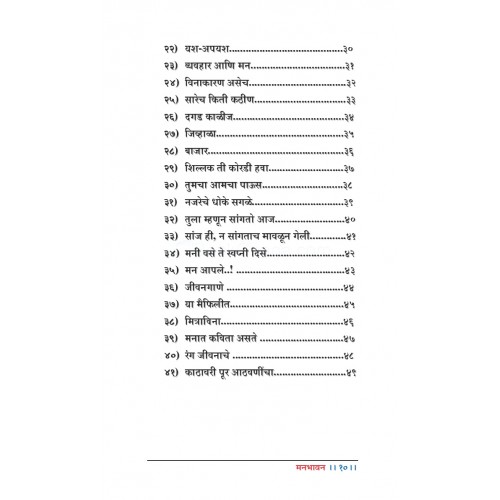 २२) यश-अपयश..........................................३०
२३) व्यवहार आणि मन...................................३१
२४) विनाकारण असेच...................................३२
२५) सारेच किती कठीण.................................३३
२६) दगड काळीज........................................३४
२७) जिव्हाळा...............................................३५
२८) बाजार..................................................३६
२९) शिल्लक ती कोरडी हवा............................३७
३०) तुमचा आमचा पाऊस ..............................३८
३१) नजरेचे धोके सगळे..................................३९
३२) तुला म्हणून सांगतो आज ..........................४०
३३) सांज ही, न सांगताच मावळून गेली.............४१
३४) मनी वसे ते स्वप्नी दिसे.............................४२
३५) मन आपले..! .........................................४३
३६) जीवनगाणे ............................................४४
३७) या मैफिलीत..........................................४५
३८) मित्राविना..............................................४६
३९) मनात कविता असते ................................४७
४०) रंग जीवनाचे ..........................................४८
४१) काठावरी पूर आठवणींचा..........................४९
मनभावन ।।१०।।